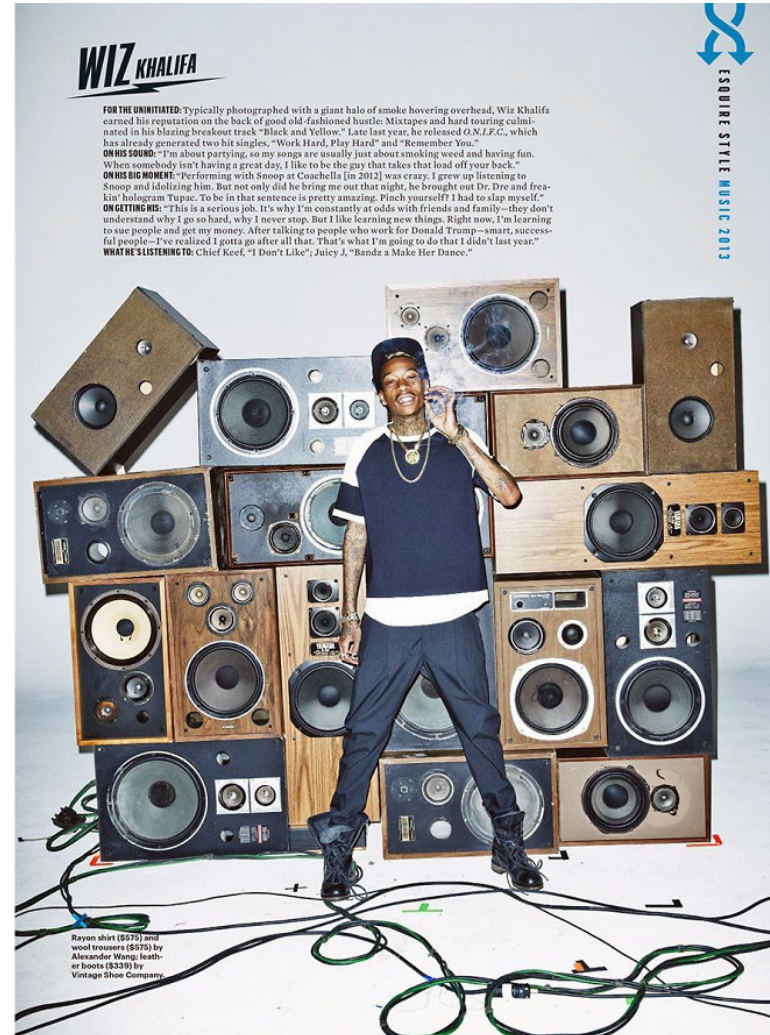 WIZ KHALIFA
FOR THE UNINITIATED: Typically photographed with a giant halo of smoke hovering overhead, Wiz Khalifa
earned his reputation on the back of good old-fashioned hustle: Mixtapes and hard touring culmi-
nated in his blazing breakout track “Black and Yellow.” Late last year, he released O.N.I.F.C., which
has already generated two hit singles, “Work Hard, Play Hard” and “Remember You.”
ON HIS SOUND: “I’m about partying, so my songs are usually just about smoking weed and having fun.
When somebody isn’t having a great day, I like to be the guy that takes that load off your back.”
ON HIS BIG MOMENT: “Performing with Snoop at Coachella [in 2012] was crazy. I grew up listening to
Snoop and idolizing him. But not only did he bring me out that night, he brought out Dr. Dre and frea-
kin’ hologram Tupac. To be in that sentence is pretty amazing. Pinch yourself? I had to slap myself.”
ON GETTING HIS: “This is a serious job. It’s why I’m constantly at odds with friends and family—they don’t
understand why I go so hard, why I never stop. But I like learning new things. Right now, I’m learning
to sue people and get my money. After talking to people who work for Donald Trump—smart, success-
ful people—I’ve realized I gotta go after all that. That’s what I’m going to do that I didn’t last year.”
WHAT HE’S LISTENING TO: Chief Keef, “I Don’t Like”; Juicy J, “Bandz a Make Her Dance.”
ESQUIRE STYLE MUSIC 2013
YAMAHA
YAMAHA
Rayon shirt ($575) and
wool trousers ($575) by
Alexander Wang; leath-
er boots ($339) by
Vintage Shoe Company.